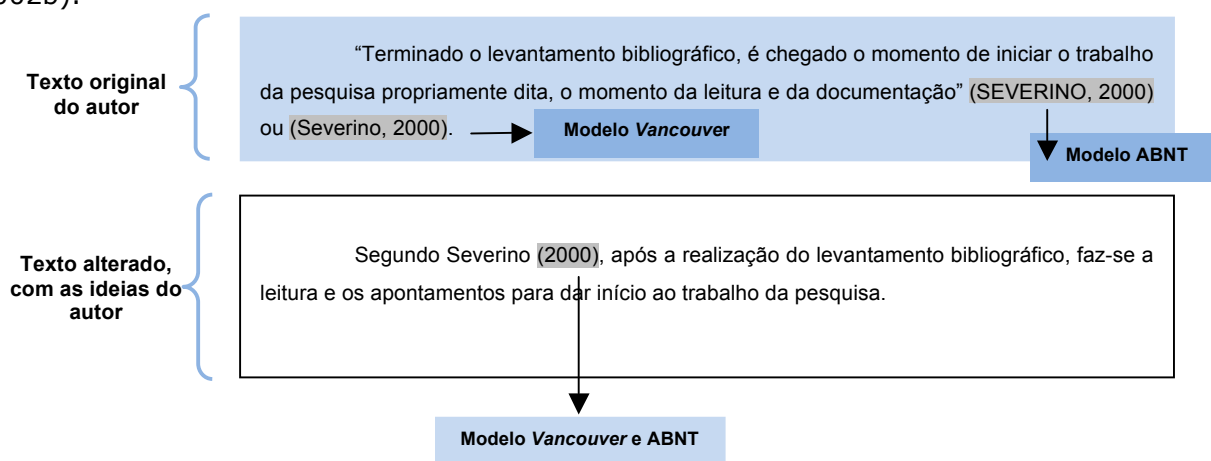 Texto original
do autor
“Terminado o levantamento bibliográfico, é chegado o momento de iniciar o trabalho
da pesquisa propriamente dita, o momento da leitura e da documentação” (SEVERINO, 2000)
ou (Severino, 2000).
Modelo Vancouver
Modelo ABNT
Texto alterado,
com as ideias do
autor
Segundo Severino (2000), após a realização do levantamento bibliográfico, faz-se a
leitura e os apontamentos para dar início ao trabalho da pesquisa.
Modelo Vancouver e ABNT